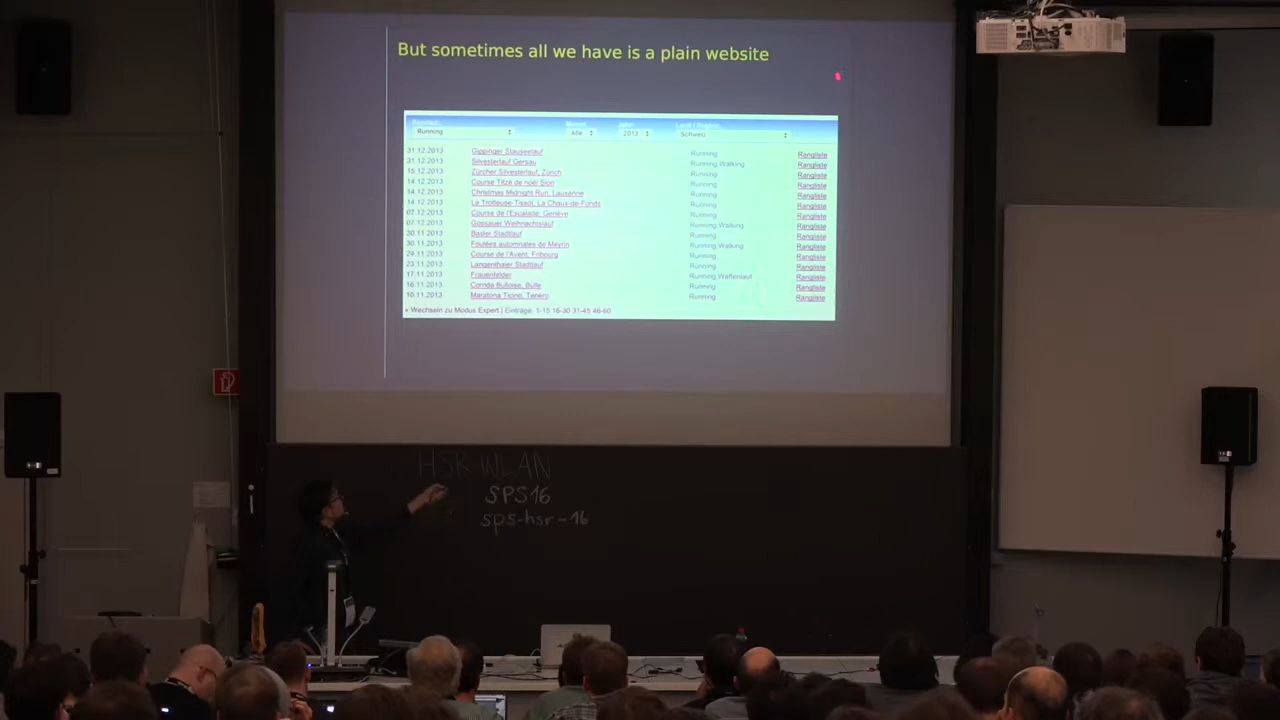 But sometimes all we have is a plain website
Running Alle 2013 Schweiz
31.12.2013 Gippinger Stauseelauf Running Rangliste
31.12.2013 Silvesterlauf Gersau Running,Walking Rangliste
15.12.2013 Zürcher Silvesterlauf, Zürich Running Rangliste
14.12.2013 Course Titzé de noël Sion Running Rangliste
14.12.2013 Christmas Midnight Run, Lausanne Running Rangliste
14.12.2013 La Trotteuse-Tissot, La Chaux-de-Fonds Running Rangliste
07.12.2013 Course de l'Escalade, Genève Running Rangliste
07.12.2013 Gossauer Weihnachtslauf Running,Walking Rangliste
30.11.2013 Basler Stadtlauf Running Rangliste
30.11.2013 Foulées automnales de Meyrin Running,Walking Rangliste
24.11.2013 Course de l'Avent, Fribourg Running Rangliste
23.11.2013 Langenthaler Stadtlauf Running Rangliste
17.11.2013 Frauenfelder Running,Waffenlauf Rangliste
16.11.2013 Corrida Bulloise, Bulle Running Rangliste
10.11.2013 Maratona Ticino, Tenero Running Rangliste
» Wechseln zu Modus Expert | Einträge: 1-15 16-30 31-45 46-60
HSR-WLAN
SPS16
sps-hsr-16